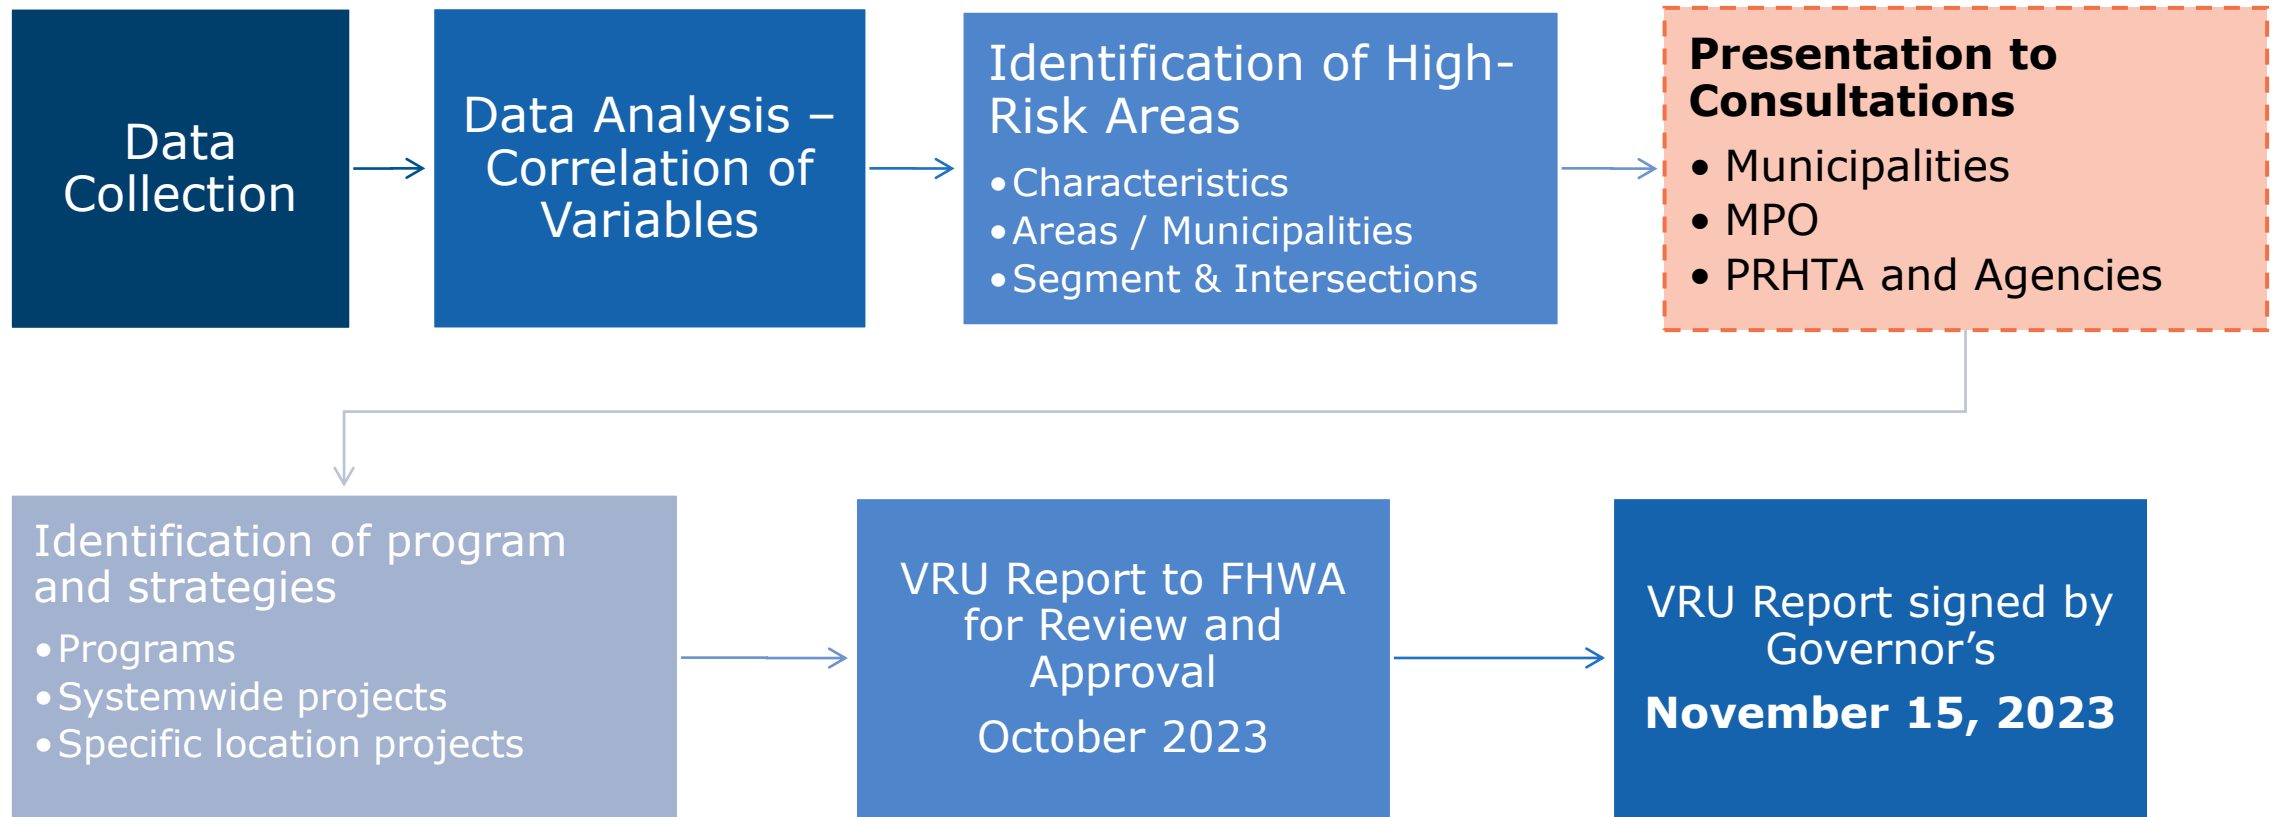 Data
Collection
Data Analysis –
Correlation of
Variables
Identification of High-
Risk Areas
•Characteristics
•Areas / Municipalities
•Segment & Intersections
Presentation to
Consultations
• Municipalities
• MPO
• PRHTA and Agencies
Identification of program
and strategies
•Programs
•Systemwide projects
•Specific location projects
VRU Report to FHWA
for Review and
Approval
October 2023
VRU Report signed by
Governor’s
November 15, 2023